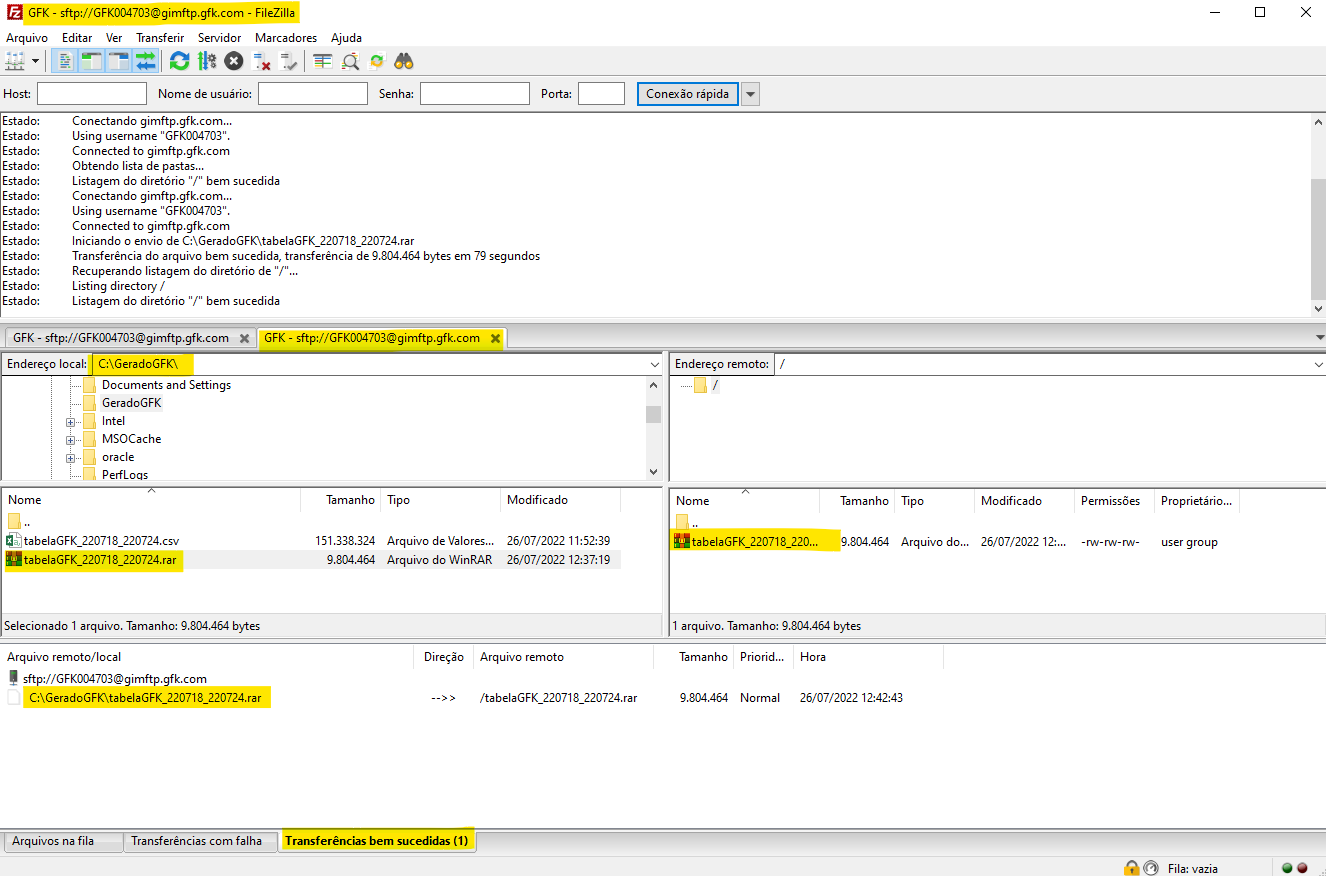 GFK - sftp://GFK004703@gimftp.gfk.com - FileZilla
Arquivo Editar Ver Transferir Servidor Marcadores Ajuda
Host: Nome de usuário: Senha: Porta: Conexão rápida
Estado: Conectando gimftp.gfk.com...
Estado: Using username "GFK004703".
Estado: Connected to gimftp.gfk.com
Estado: Obtendo lista de pastas...
Estado: Listagem do diretório "/" bem sucedida
Estado: Conectando gimftp.gfk.com...
Estado: Using username "GFK004703".
Estado: Connected to gimftp.gfk.com
Estado: Iniciando o envio de C:\GeradoGFK\tabelaGFK_220718_220724.rar
Estado: Transferência do arquivo bem sucedida, transferência de 9.804.464 bytes em 79 segundos
Estado: Recuperando listagem do diretório de "/"...
Estado: Listing directory /
Estado: Listagem do diretório "/" bem sucedida
GFK - sftp://GFK004703@gimftp.gfk.com GFK - sftp://GFK004703@gimftp.gfk.com
Endereço local: C:\GeradoGFK\
Documents and Settings
GeradoGFK
Intel
MSOCache
oracle
PerfLogs
Nome Tamanho Tipo Modificado
..
tabelaGFK_220718_220724.csv 151.338.324 Arquivo de Valores... 26/07/2022 11:52:39
tabelaGFK_220718_220724.rar 9.804.464 Arquivo do WinRAR 26/07/2022 12:37:19
Selecionado 1 arquivo. Tamanho: 9.804.464 bytes
Endereço remoto: /
/
Nome Tamanho Tipo Modificado Permissões Proprietário...
..
tabelaGFK_220718_220... 9.804.464 Arquivo do... 26/07/2022 12:... -rw-rw-rw- user group
1 arquivo. Tamanho: 9.804.464 bytes
Arquivo remoto/local Direção Arquivo remoto Tamanho Priorid... Hora
sftp://GFK004703@gimftp.gfk.com
C:\GeradoGFK\tabelaGFK_220718_220724.rar -->> /tabelaGFK_220718_220724.rar 9.804.464 Normal 26/07/2022 12:42:43
Arquivos na fila Transferências com falha Transferências bem sucedidas (1)
Fila: vazia